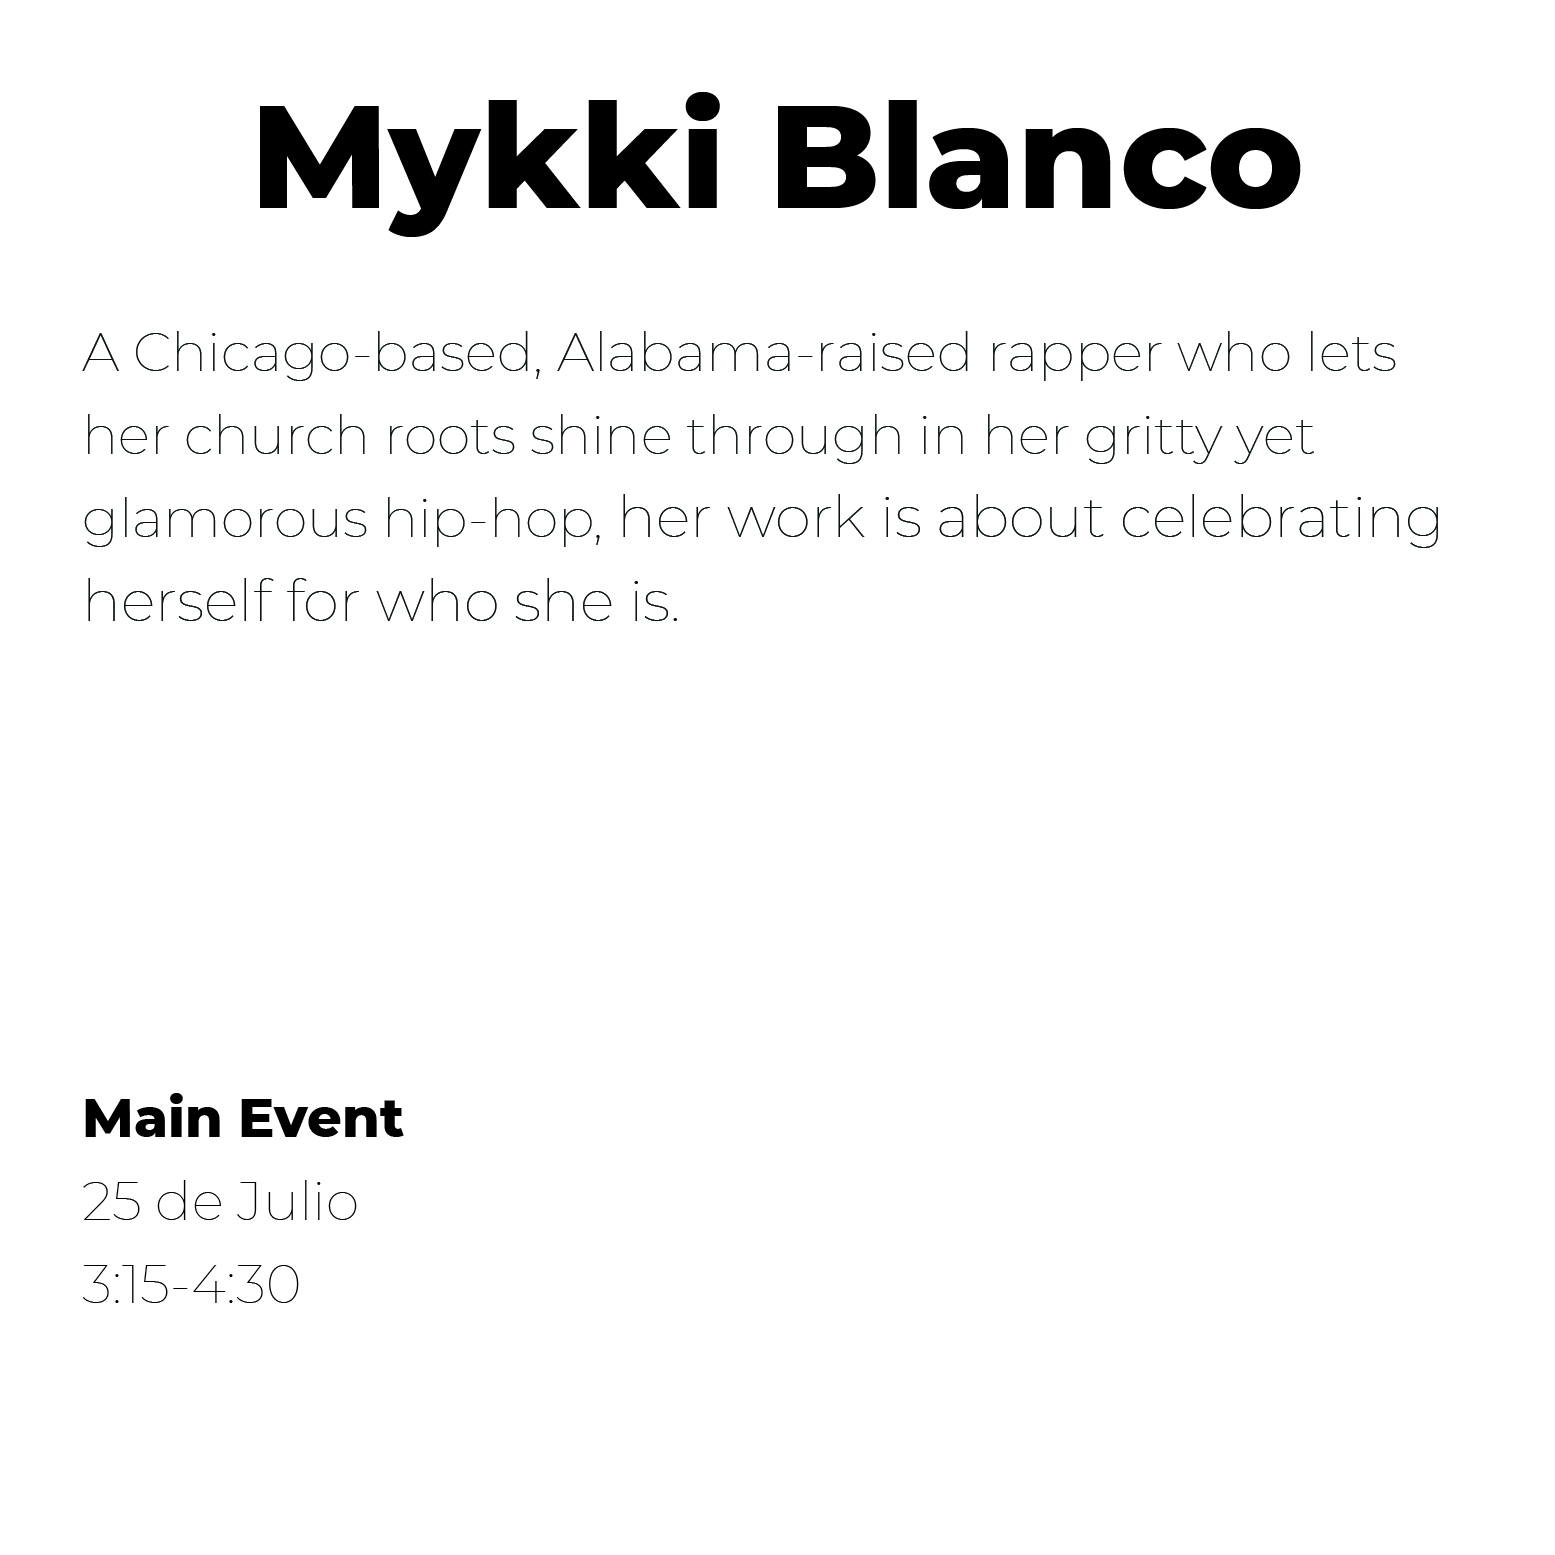 Mykki Blanco
A Chicago-based, Alabama-raised rapper who lets
her church roots shine through in her gritty yet
glamorous hip-hop, her work is about celebrating
herself for who she is.
Main Event
25 de Julio
3:15-4:30